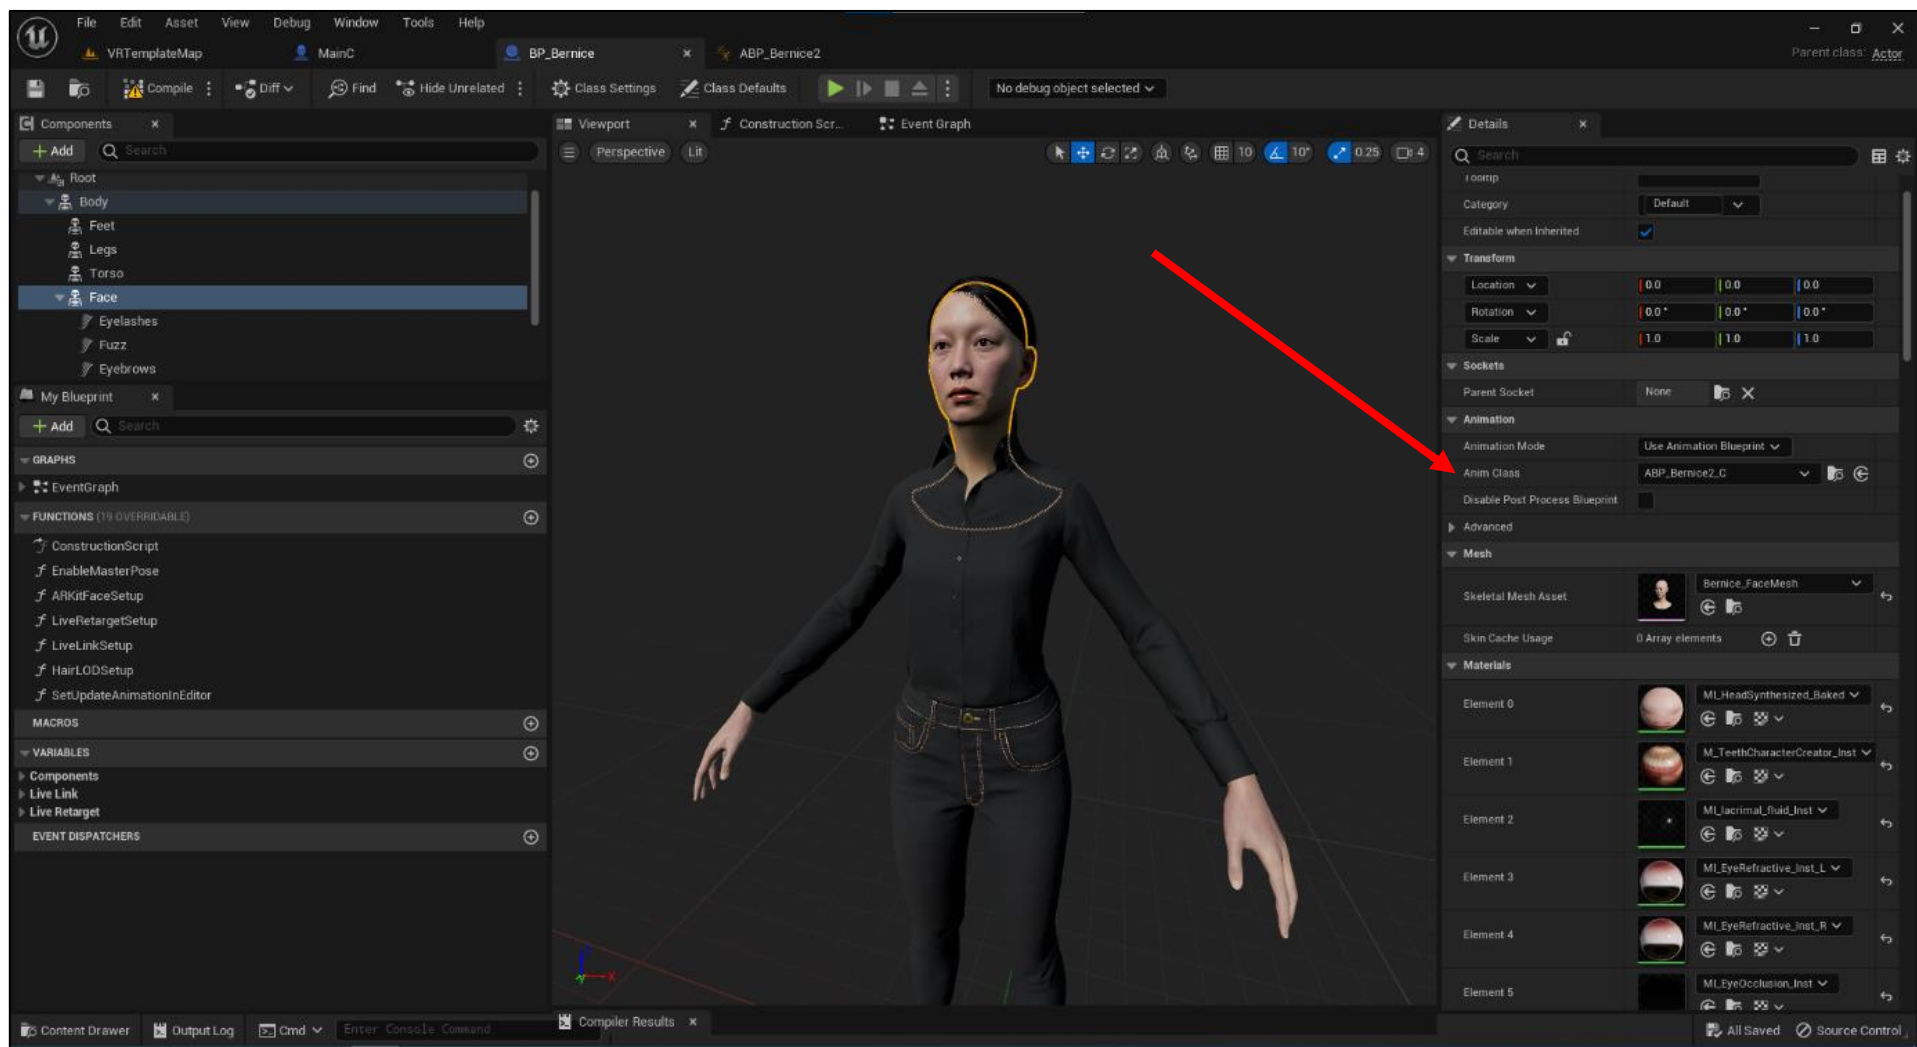 File Edit Asset View Debug Window Tools Help
VRTemplateMap MainC BP_Bernice ABP_Bernice2 Parent class: Actor
Compile Diff Find Hide Unrelated Class Settings Class Defaults No debug object selected
Components
Add Search
Root
Body
Feet
Legs
Torso
Face
Eyelashes
Fuzz
Eyebrows
My Blueprint
Add Search
GRAPHS
EventGraph
FUNCTIONS (19 OVERRIDABLE)
ConstructionScript
EnableMasterPose
ARKitFaceSetup
LiveRetargetSetup
LiveLinkSetup
HairLODSetup
SetUpdateAnimationInEditor
MACROS
VARIABLES
Components
Live Link
Live Retarget
EVENT DISPATCHERS
Viewport Construction Scr... Event Graph
Perspective Lit 10 10° 0.25 4
X
Details
Search
Tooltip
Category Default
Editable when Inherited
Transform
Location 0.0 0.0 0.0
Rotation 0.0° 0.0° 0.0°
Scale 1.0 1.0 1.0
Sockets
Parent Socket None
Animation
Animation Mode Use Animation Blueprint
Anim Class ABP_Bernice2_C
Disable Post Process Blueprint
Advanced
Mesh
Skeletal Mesh Asset Bernice_FaceMesh
Skin Cache Usage 0 Array elements
Materials
Element 0 MI_HeadSynthesized_Baked
Element 1 M_TeethCharacterCreator_Inst
Element 2 MI_lacrimal_fluid_Inst
Element 3 MI_EyeRefractive_Inst_L
Element 4 MI_EyeRefractive_Inst_R
Element 5 MI_EyeOcclusion_Inst
Content Drawer Output Log Cmd Enter Console Command Compiler Results All Saved Source Control